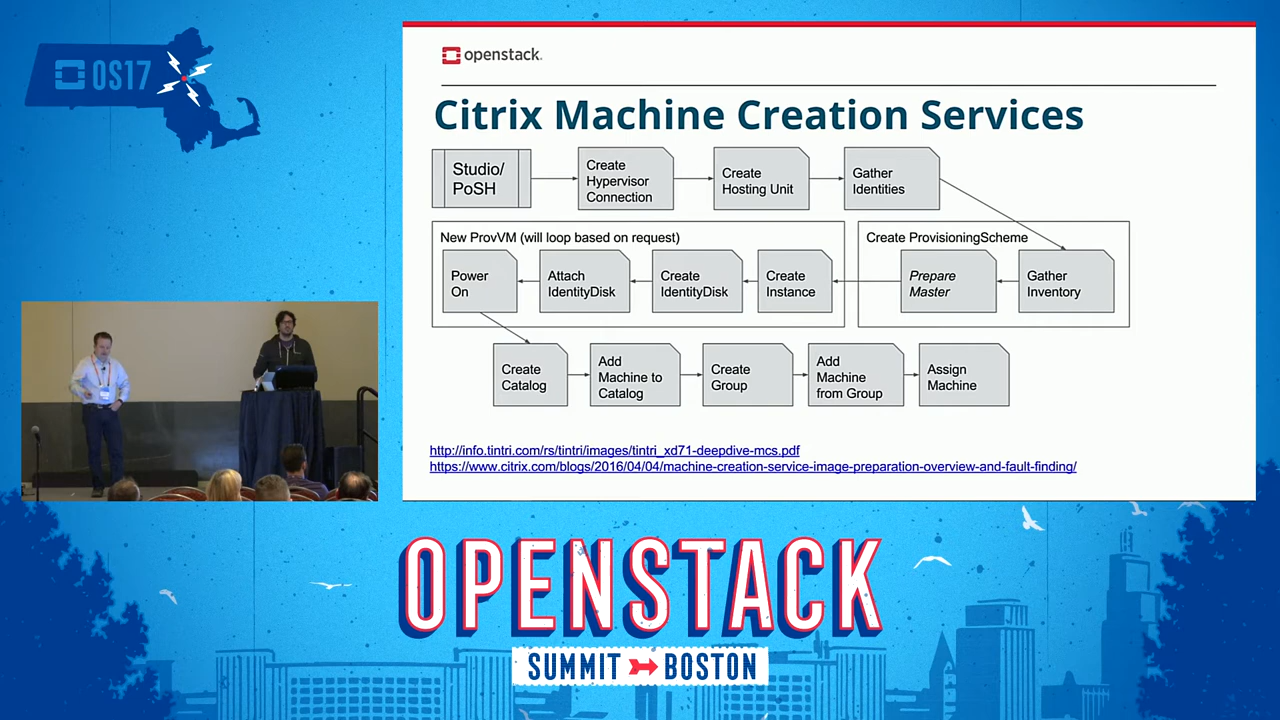 OS17
openstack.
Citrix Machine Creation Services
Studio/
PoSH
Create
Hypervisor
Connection
Create
Hosting Unit
Gather
Identities
New ProvVM (will loop based on request)
Create ProvisioningScheme
Power
On
Attach
IdentityDisk
Create
IdentityDisk
Create
Instance
Prepare
Master
Gather
Inventory
Create
Catalog
Add
Machine to
Catalog
Create
Group
Add
Machine
from Group
Assign
Machine
http://info.tintri.com/rs/tintri/images/tintri_xd71-deepdive-mcs.pdf
https://www.citrix.com/blogs/2016/04/04/machine-creation-service-image-preparation-overview-and-fault-finding/
OPENSTACK
SUMMIT BOSTON